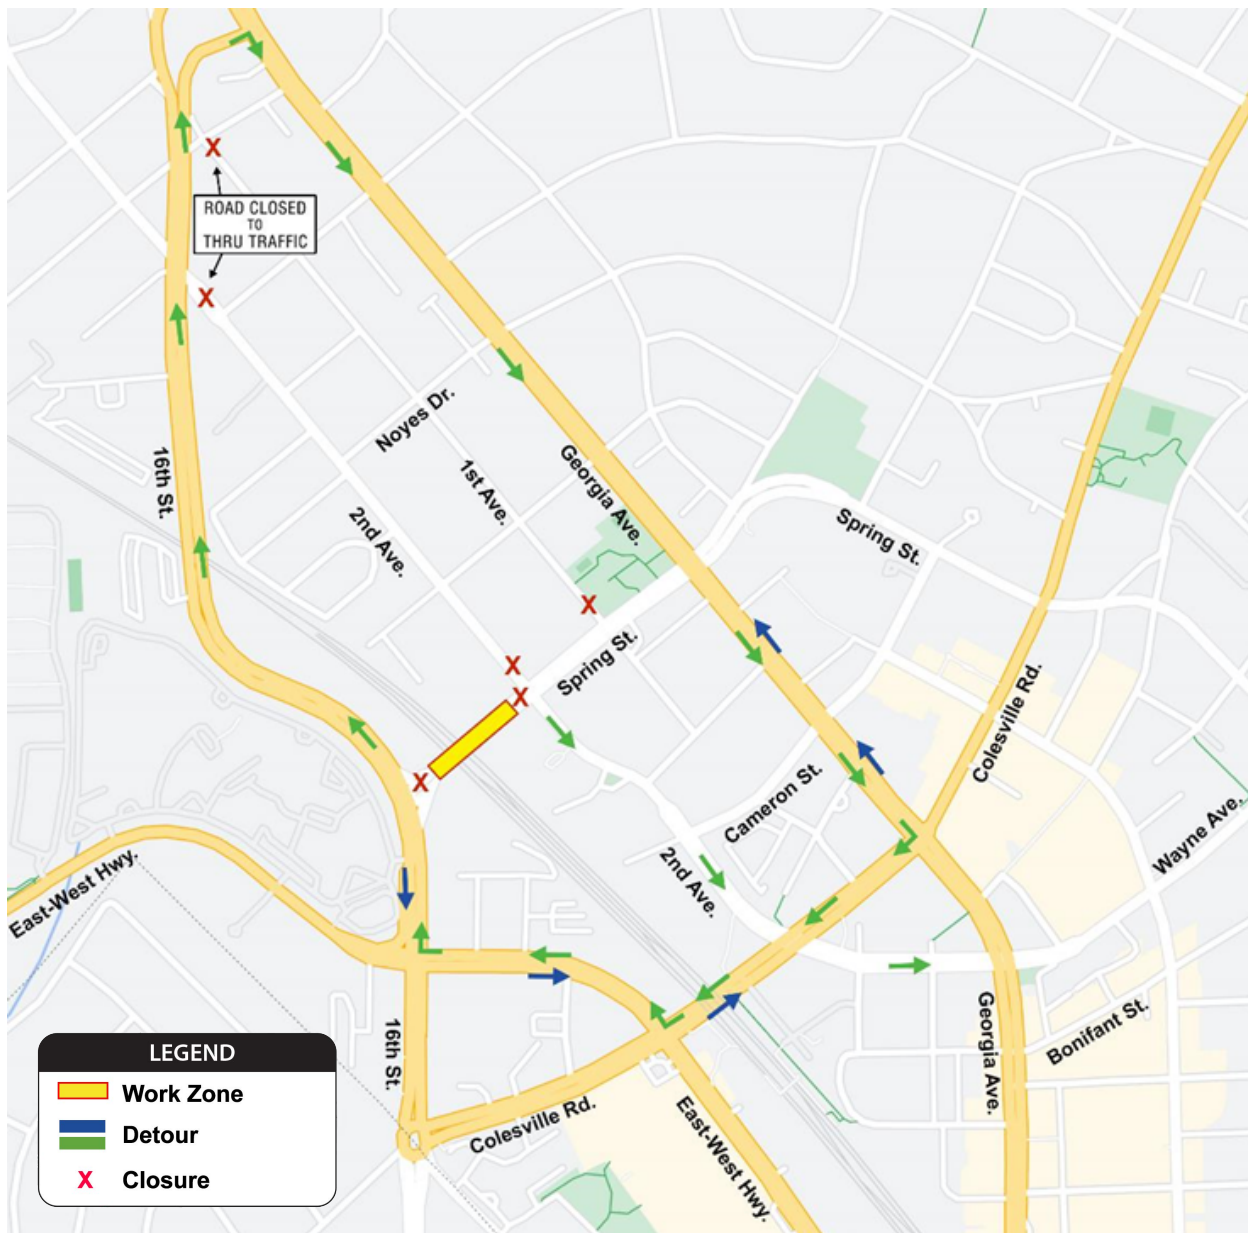 X
ROAD CLOSED
TO
THRU TRAFFIC
X
Noyes Dr.
16th St.
1st Ave.
Georgia Ave.
2nd Ave.
Spring St.
X
Spring St.
X
X
X
Colesville Rd.
Cameron St.
Wayne Ave.
2nd Ave.
East-West Hwy.
Georgia Ave.
Bonifant St.
16th St.
Colesville Rd.
East-West Hwy.
LEGEND
Work Zone
Detour
X Closure